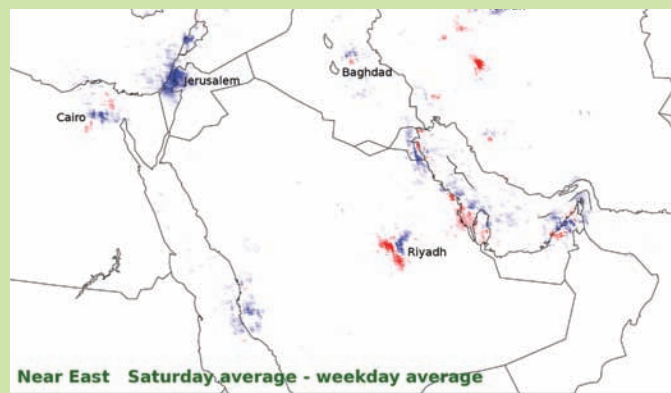 Jerusalem
Baghdad
Cairo
Riyadh
Near East Saturday average - weekday average